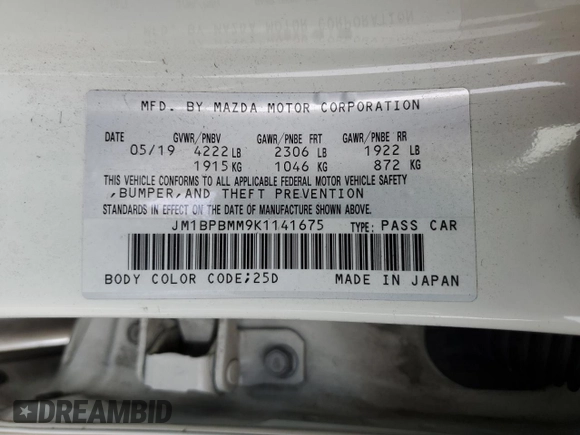 MFD. BY MAZDA MOTOR CORPORATION
DATE GVWR/PNBV GAWR/PNBE FRT GAWR/PNBE RR
05/19 4222 LB 2306 LB 1922 LB
1915 KG 1046 KG 872 KG
THIS VEHICLE CONFORMS TO ALL APPLICABLE FEDERAL MOTOR VEHICLE SAFETY
,BUMPER,AND THEFT PREVENTION
STANDARDS IN EFFECT ON THE DATE OF MANUFACTURE SHOWN ABOVE.
JM1BPBMM9K1141675 TYPE: PASS CAR
BODY COLOR CODE;25D MADE IN JAPAN
DREAMBID